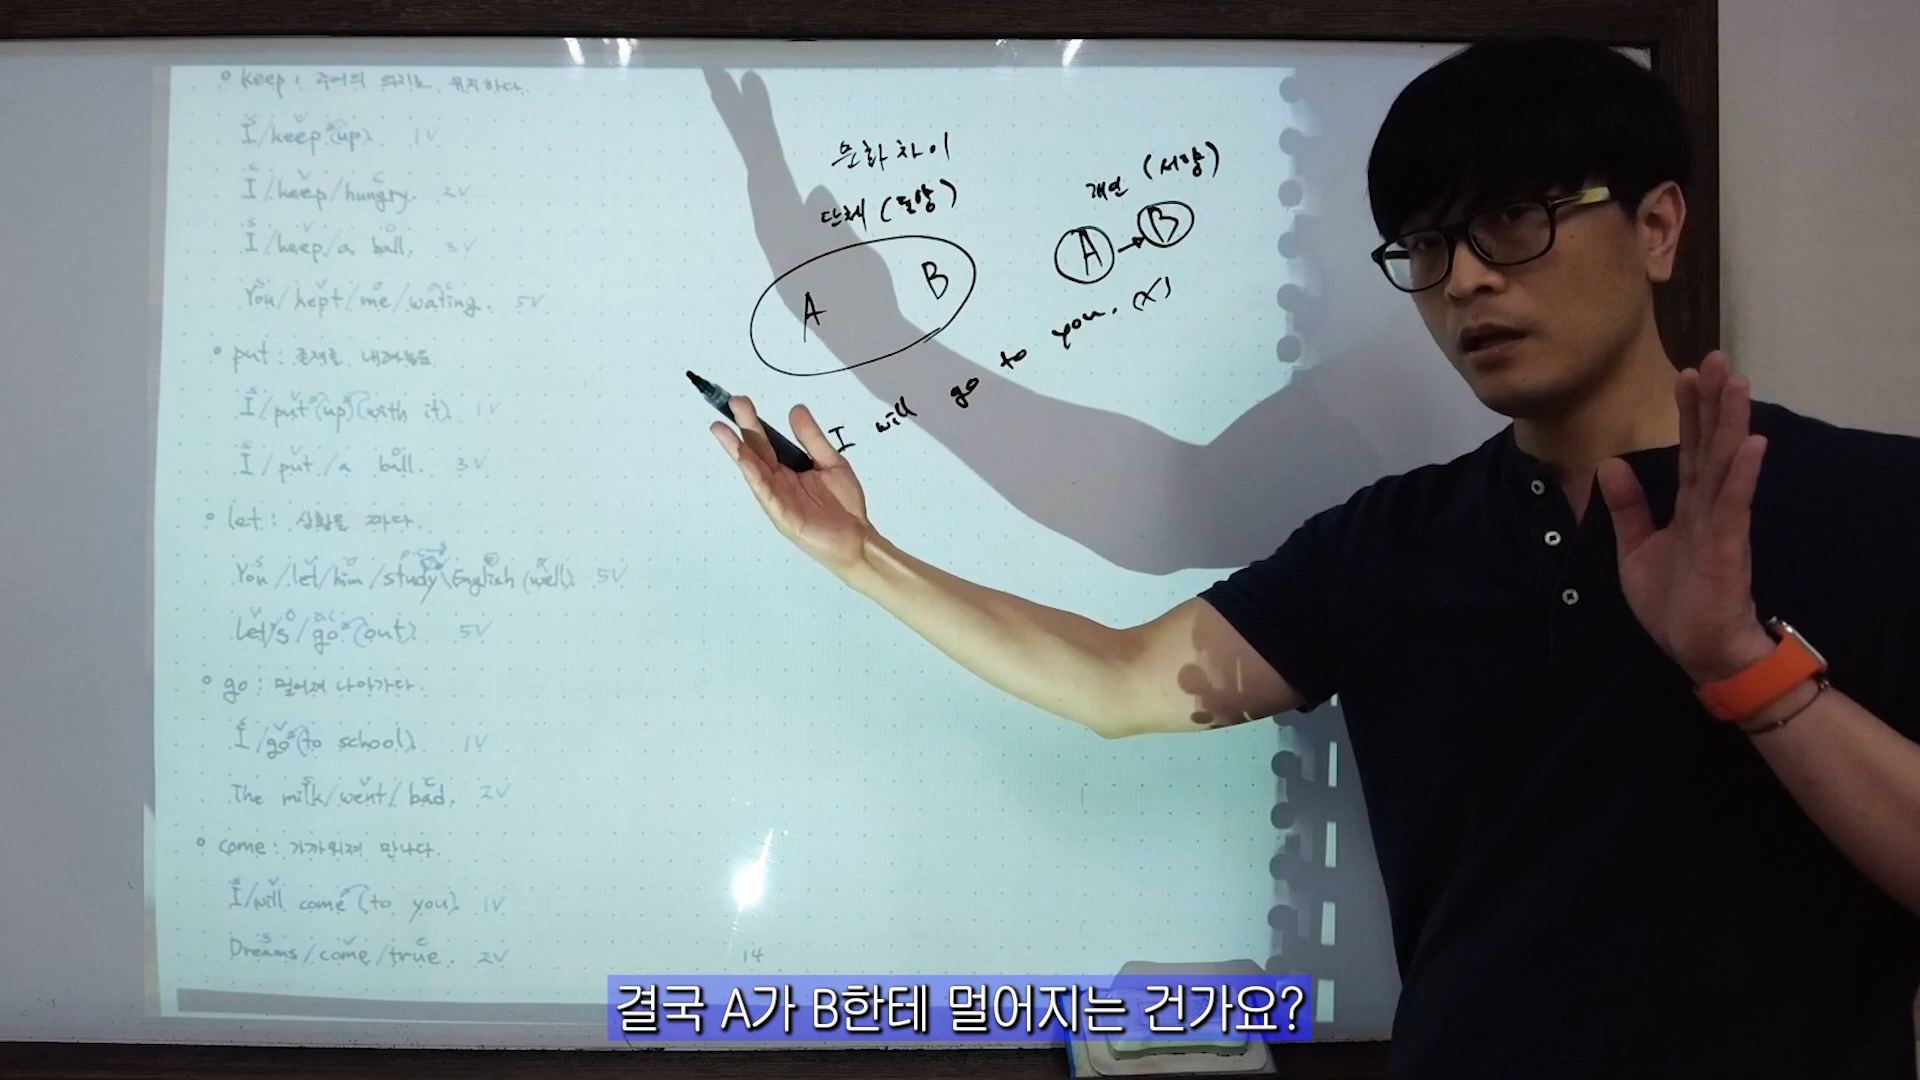 ° keep : 주어의 의지로 유지하다.
I/keep (up). 1V
I/keep/hungry. 2V
I/keep/a ball. 3V
You/kept/me/wating. 5V
° put : 존재로 내려놓음
I/put (up) (with it). 1V
I/put/a ball. 3V
° let : 상황을
You/let/him/study\English (well). 5V
Let's/go (out). 5V
° go : 멀어져 나아가다.
I/go (to school). 1V
The milk/went/bad. 2V
° come : 가까워져 만나다.
I/will come (to you). 1V
Dreams/come/true. 2V
14
문화차이
단체 (동양)
A B
개인 (서양)
A → B
I will go to you. (X)
결국 A가 B한테 멀어지는 건가요?